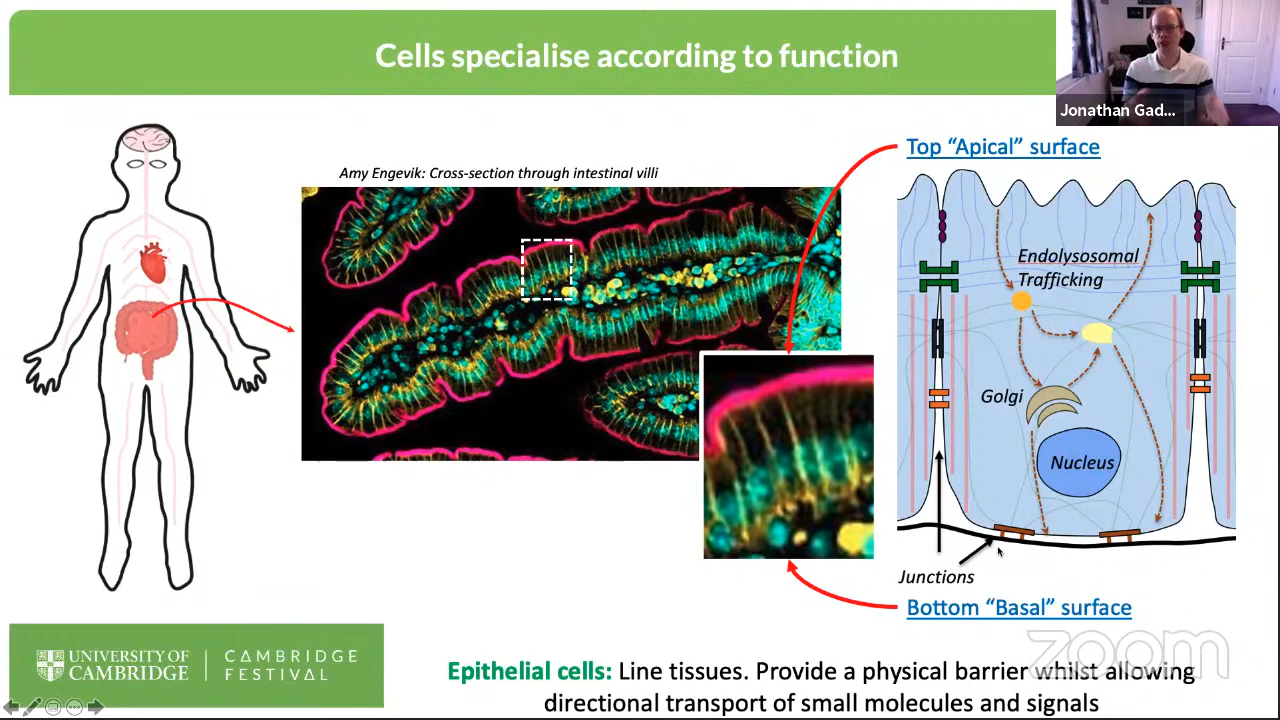 Cells specialise according to function
Jonathan Gad...
Amy Engevik: Cross-section through intestinal villi
Top “Apical” surface
Endolysosomal
Trafficking
Golgi
Nucleus
Junctions
Bottom “Basal” surface
UNIVERSITY OF
CAMBRIDGE
CAMBRIDGE
FESTIVAL
zoom
Epithelial cells: Line tissues. Provide a physical barrier whilst allowing
directional transport of small molecules and signals